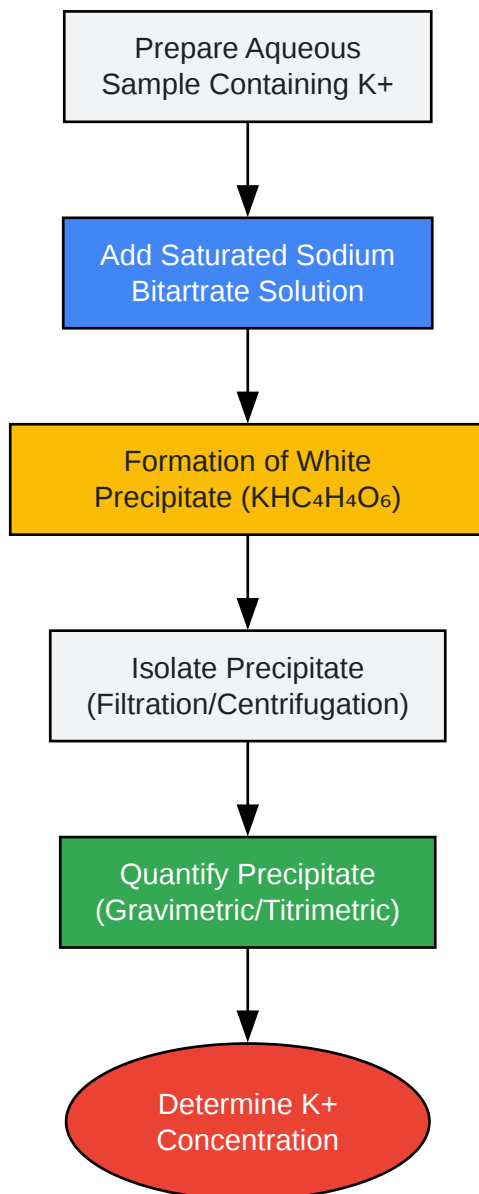 Prepare Aqueous
Sample Containing K+
Add Saturated Sodium
Bitartrate Solution
Formation of White
Precipitate (KHC₄H₄O₆)
Isolate Precipitate
(Filtration/Centrifugation)
Quantify Precipitate
(Gravimetric/Titrimetric)
Determine K+
Concentration